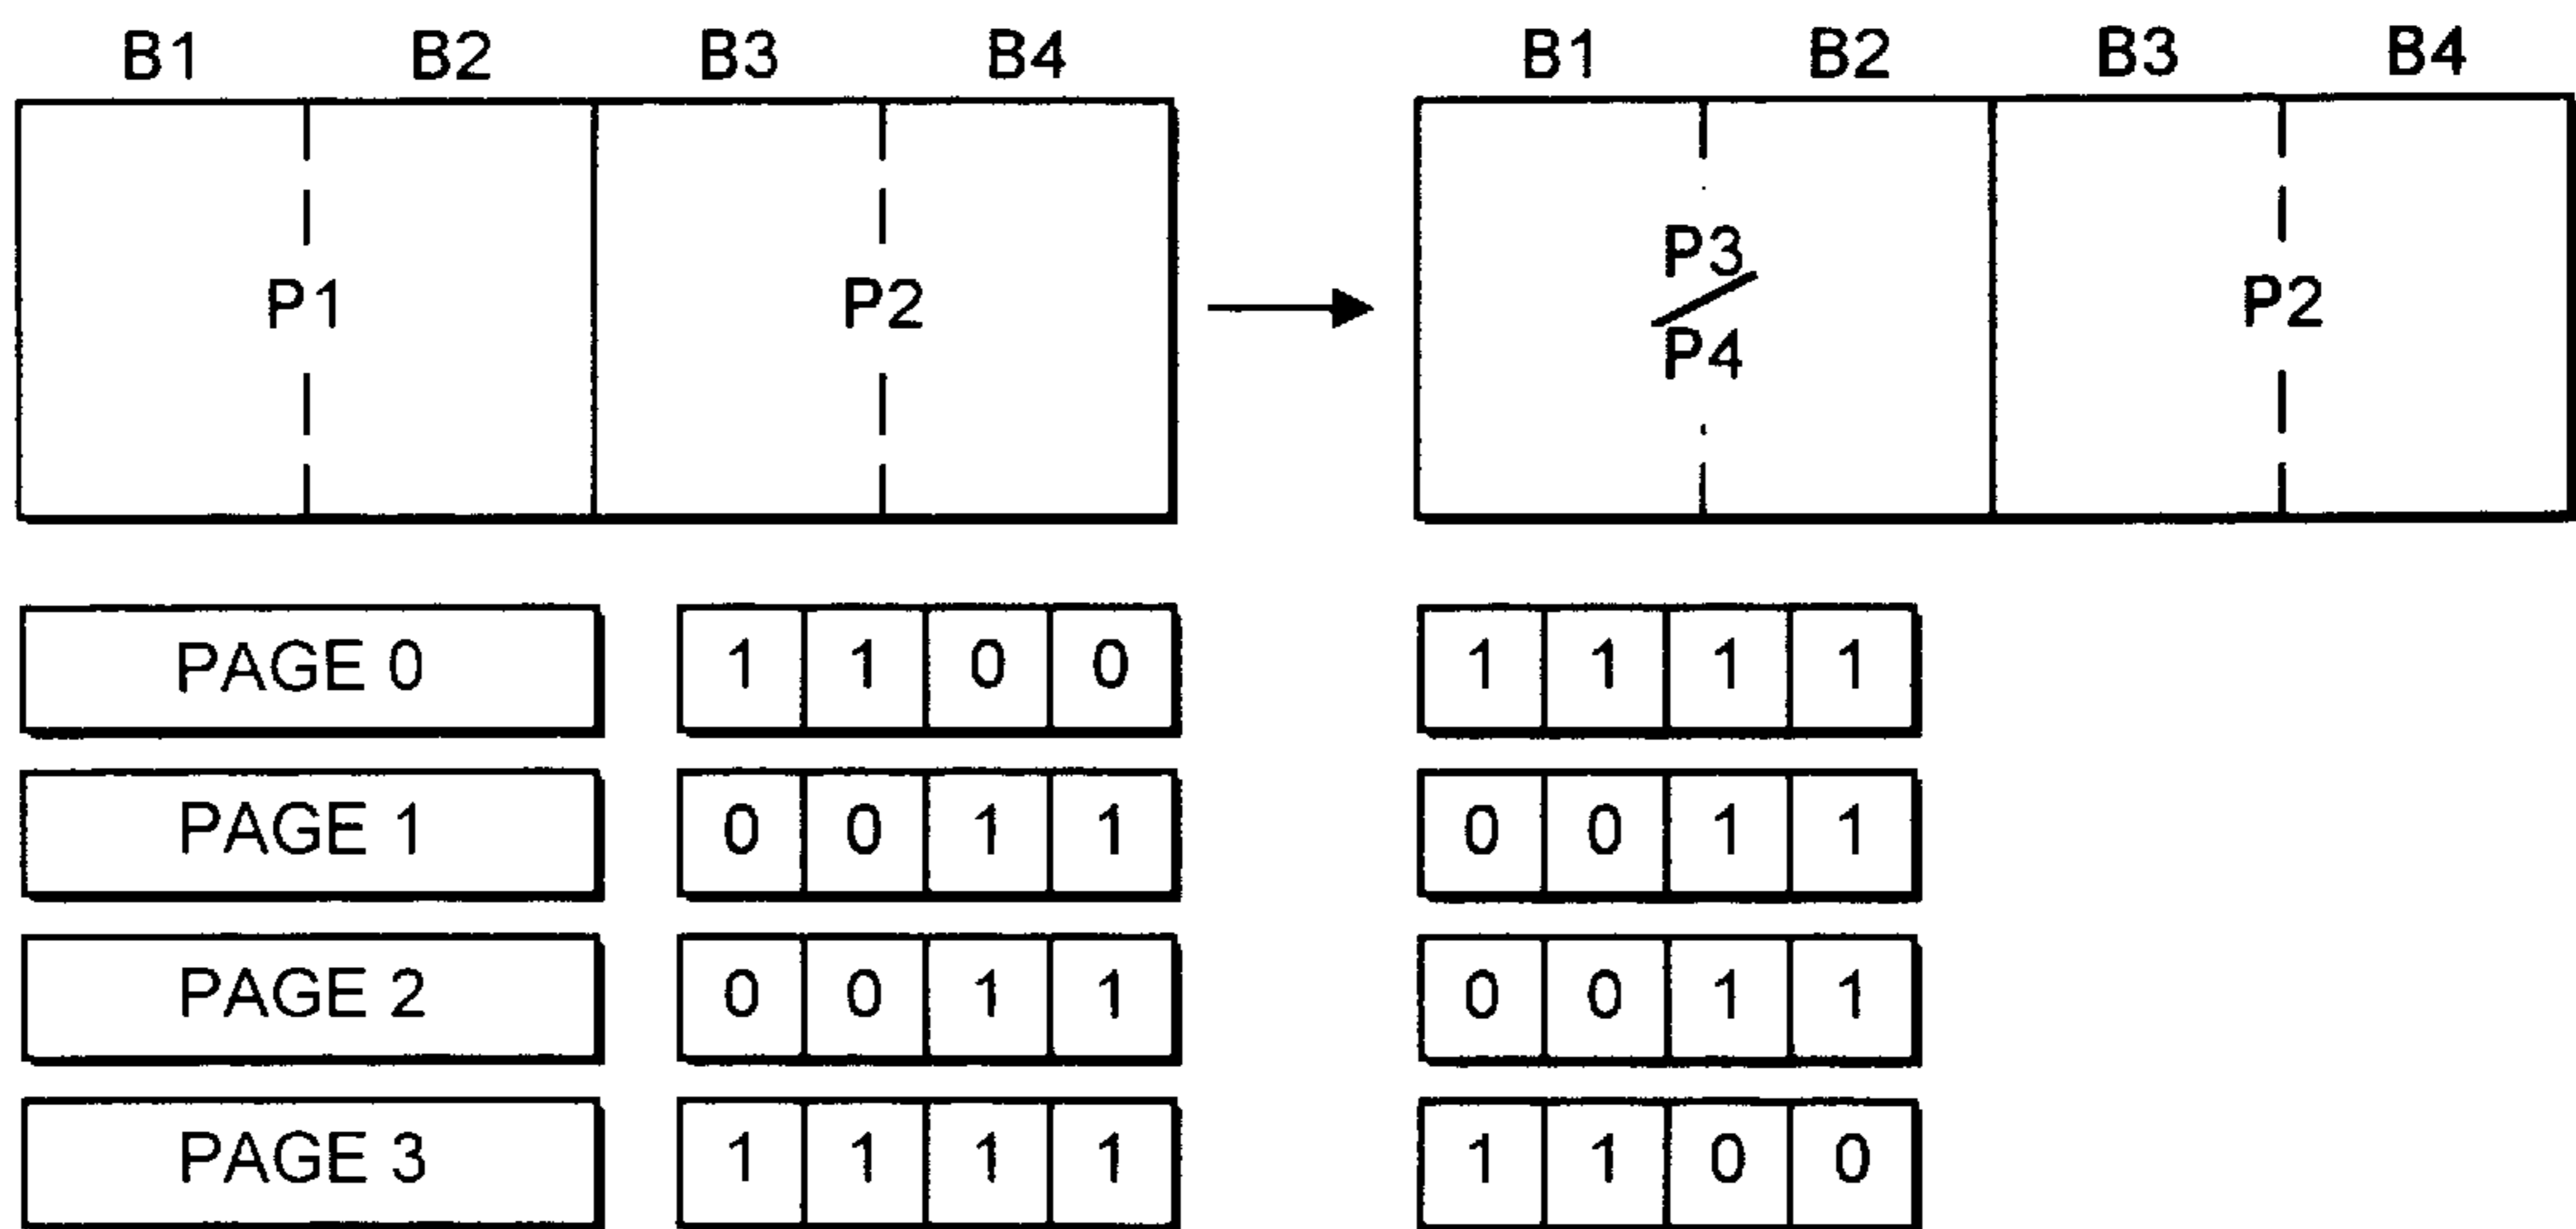 B1 B2 B3 B4 B1 B2 B3 B4
P3
P1 P2 P2
P4
PAGE 0 1 1 0 0 1 1 1 1
PAGE 1 0 0 1 1 0 0 1 1
PAGE 2 0 0 1 1 0 0 1 1
PAGE 3 1 1 1 1 1 1 0 0